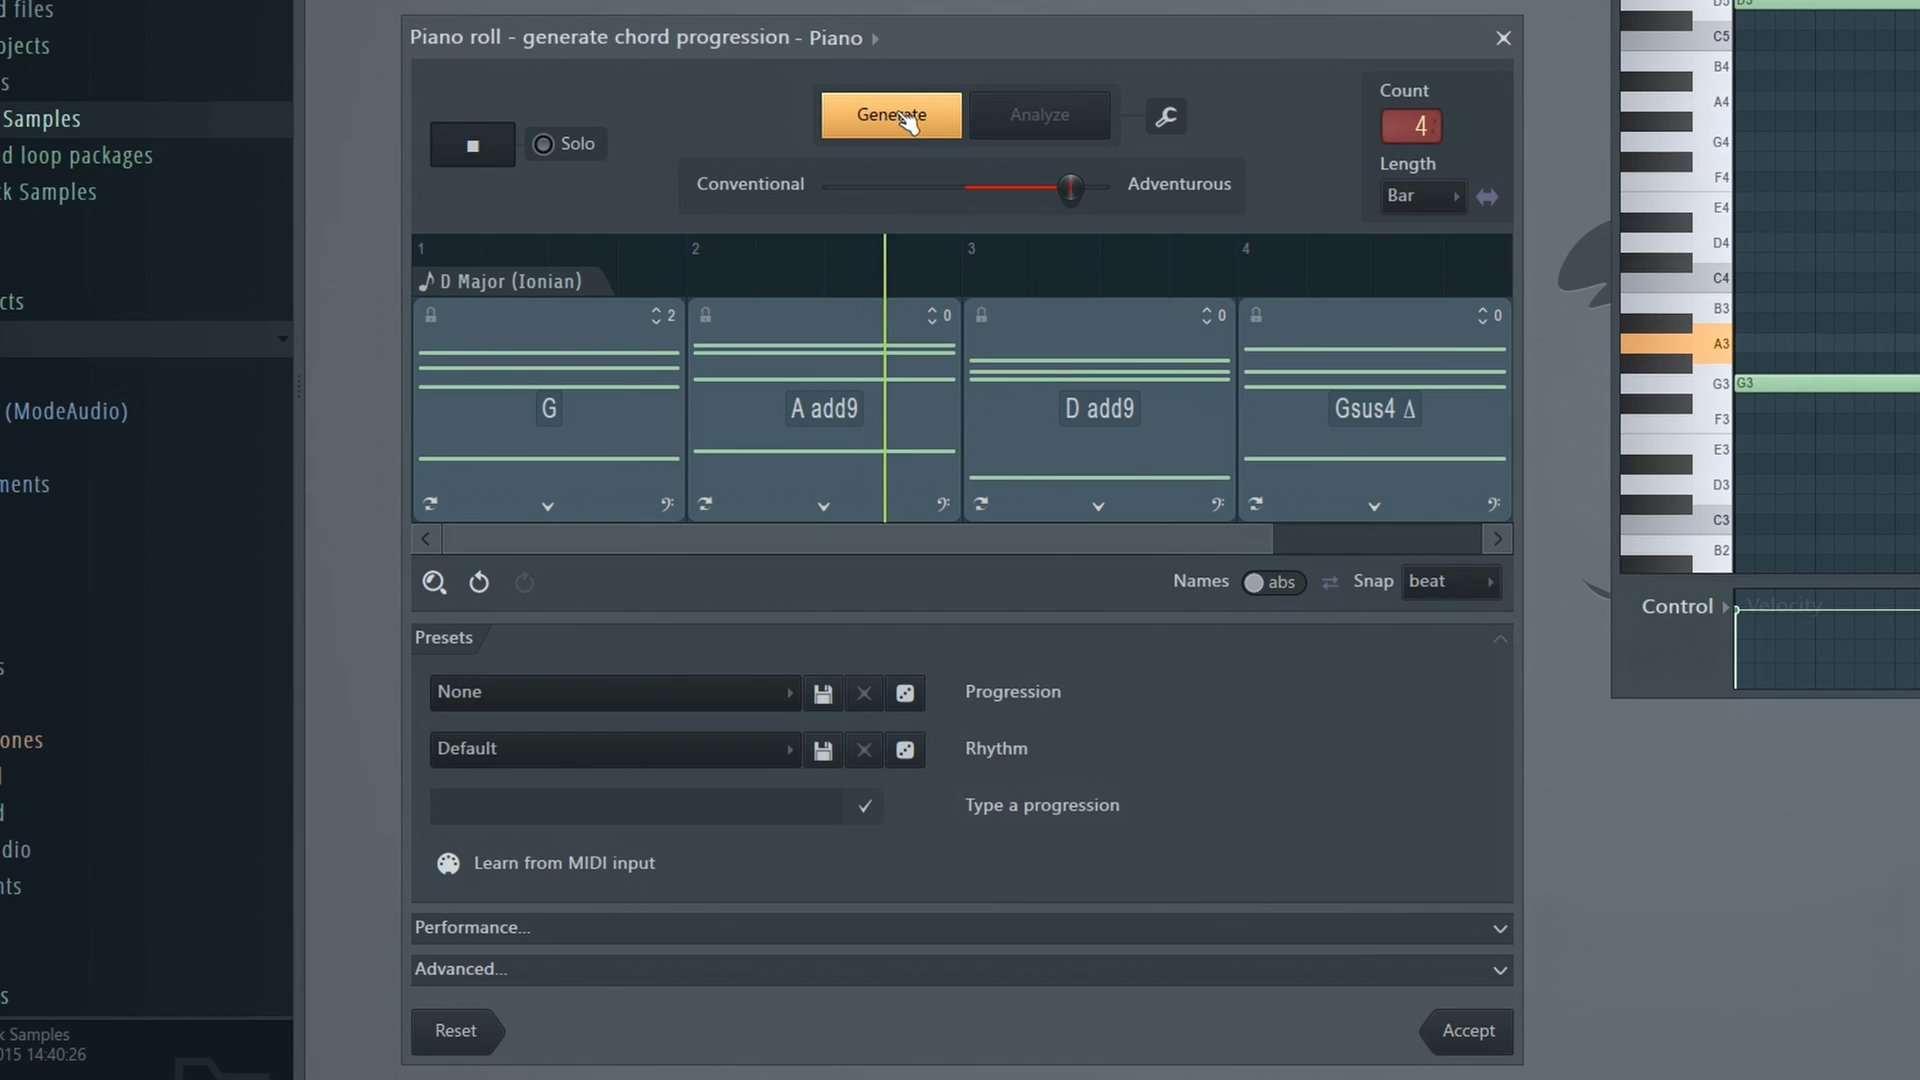 d files
ojects
s
Samples
d loop packages
ck Samples
cts
(ModeAudio)
ments
s
ones
l
d
dio
nts
s
k Samples
015 14:40:26
Piano roll - generate chord progression - Piano
Generate
Analyze
Solo
Conventional
Adventurous
Count
4
Length
Bar
1
2
3
4
D Major (Ionian)
2
0
0
0
G
A add9
D add9
Gsus4 Δ
Names
abs
Snap
beat
Presets
None
Progression
Default
Rhythm
Type a progression
Learn from MIDI input
Performance...
Advanced...
Reset
Accept
D5
D5
C5
B4
A4
G4
F4
E4
D4
C4
B3
A3
G3
G3
F3
E3
D3
C3
B2
Control
Velocity